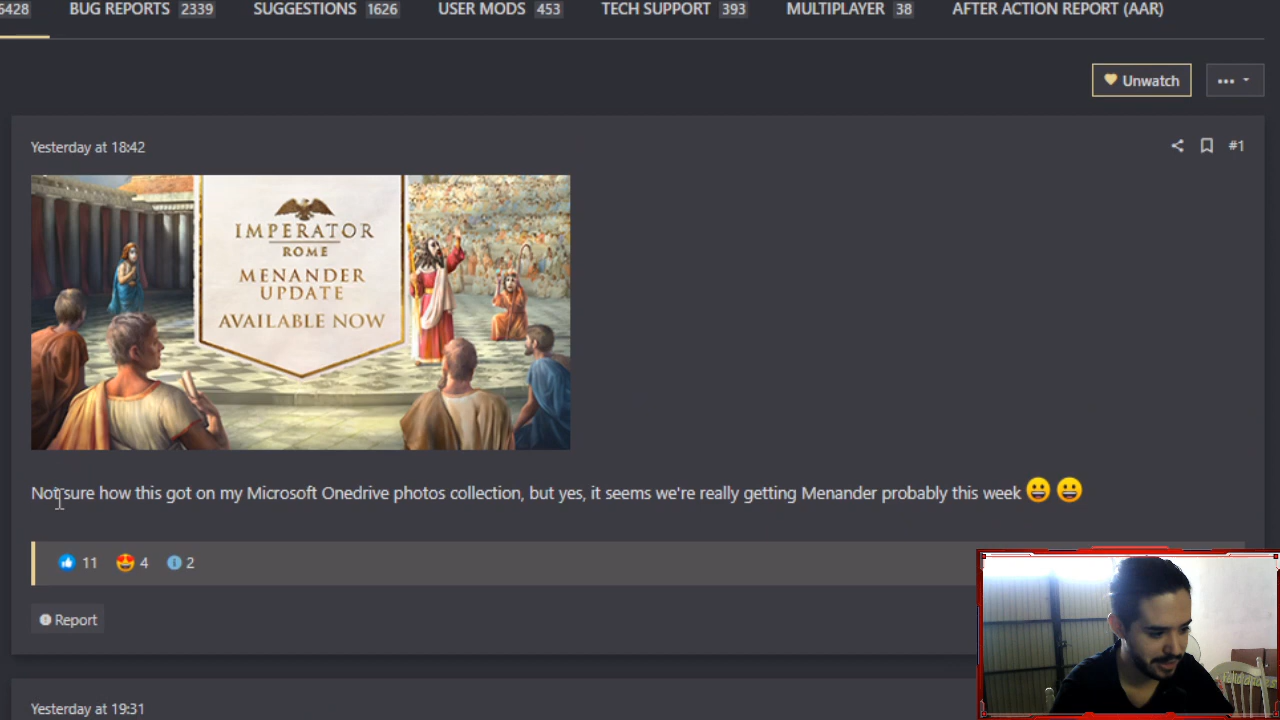 6428 BUG REPORTS 2339 SUGGESTIONS 1626 USER MODS 453 TECH SUPPORT 393 MULTIPLAYER 38 AFTER ACTION REPORT (AAR)
Unwatch
Yesterday at 18:42 #1
IMPERATOR
ROME
MENANDER
UPDATE
AVAILABLE NOW
Not sure how this got on my Microsoft Onedrive photos collection, but yes, it seems we're really getting Menander probably this week 😀 😀
11 4 2
Report
Yesterday at 19:31